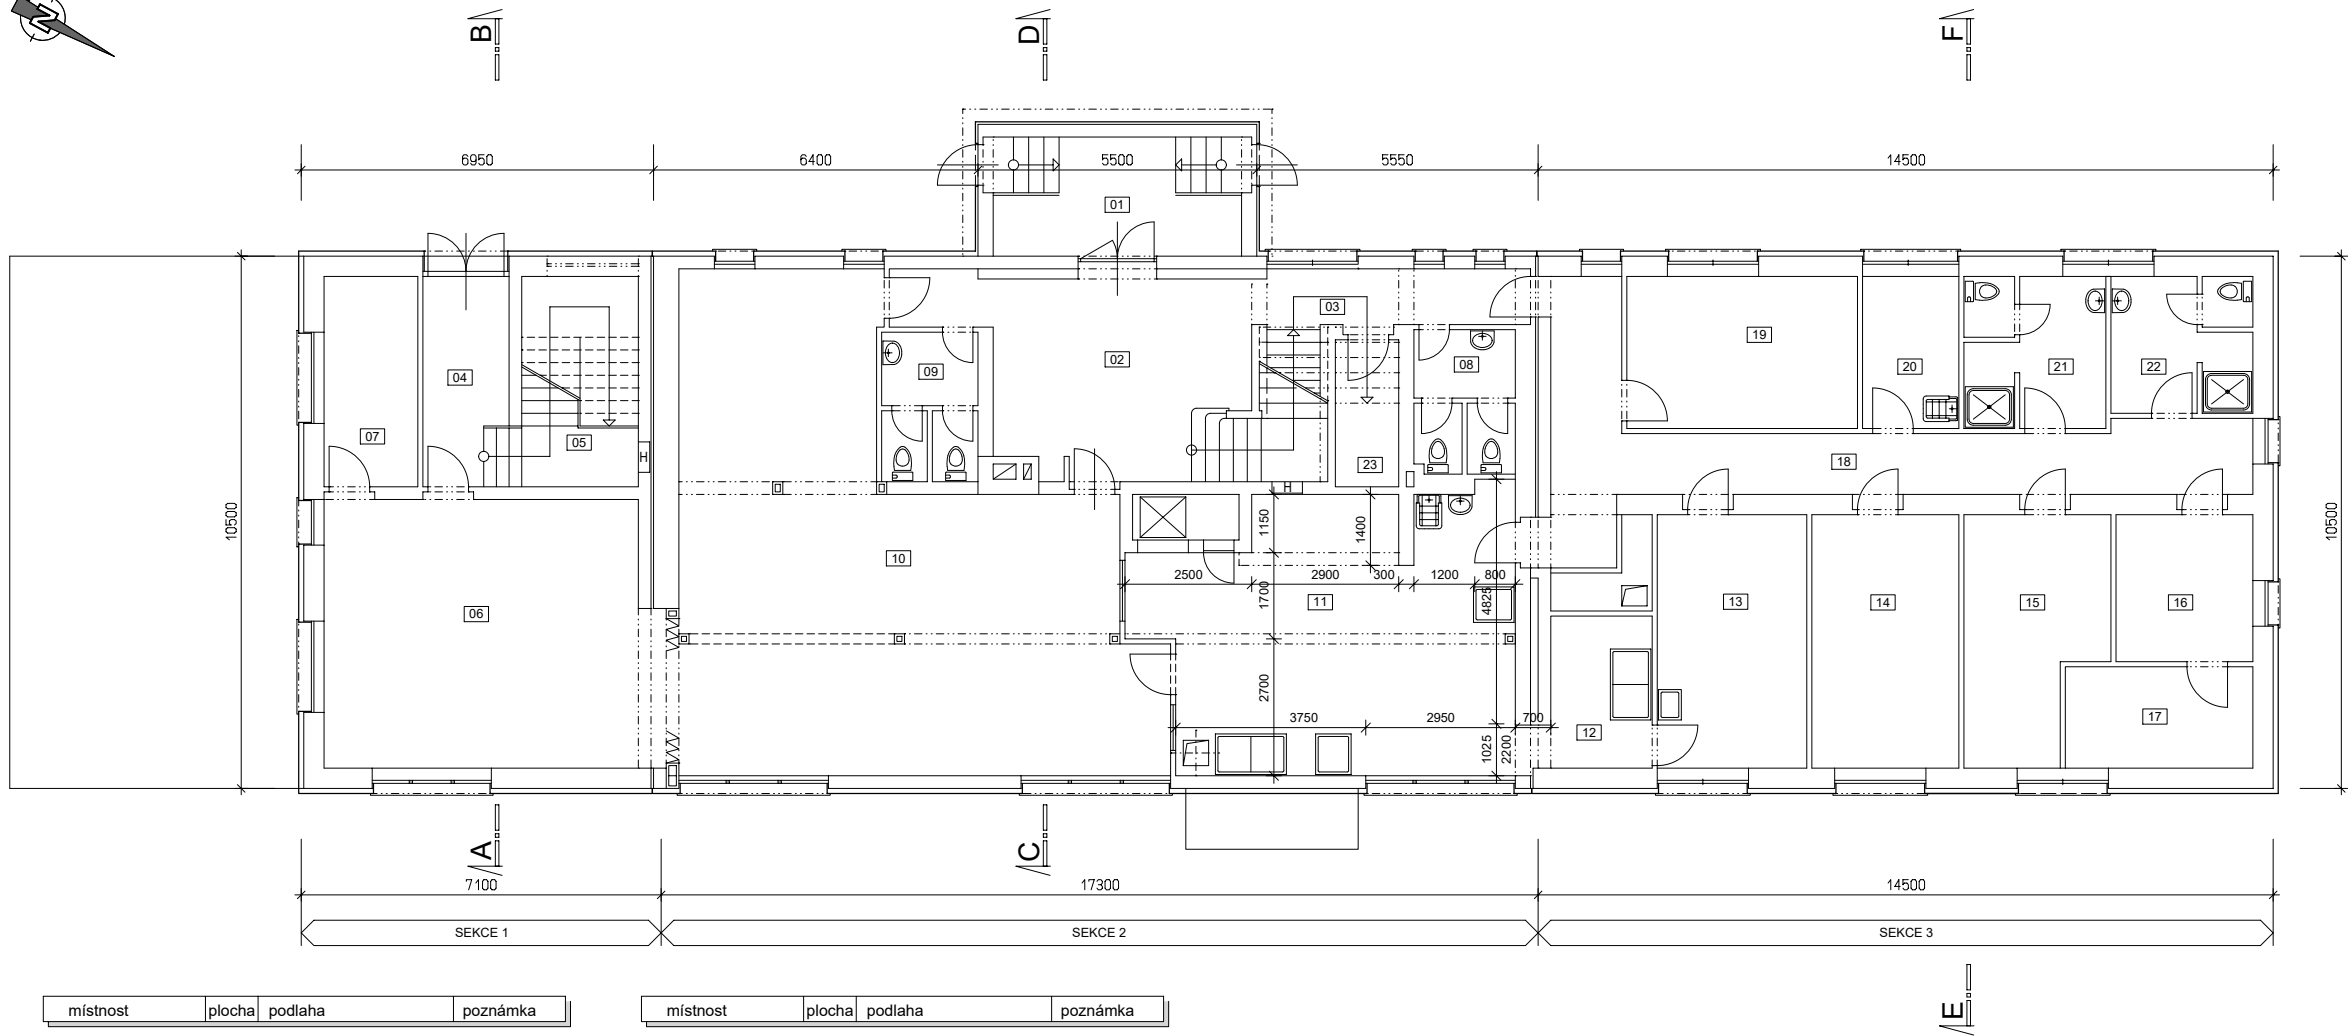 N
B D F
6950 6400 5500 5550 14500
01
03
19
02
09 08
04 20 21 22
07 05 H
23 18
H
10500 1150 1400 10500
10
2500 2900 300 1200 800
1700 11 4825 13 14 15 16
06
2700
3750 2950 700 17
12
1025 2200
A C
7100 17300 14500
SEKCE 1 SEKCE 2 SEKCE 3
místnost plocha podlaha poznámka místnost plocha podlaha poznámka
E